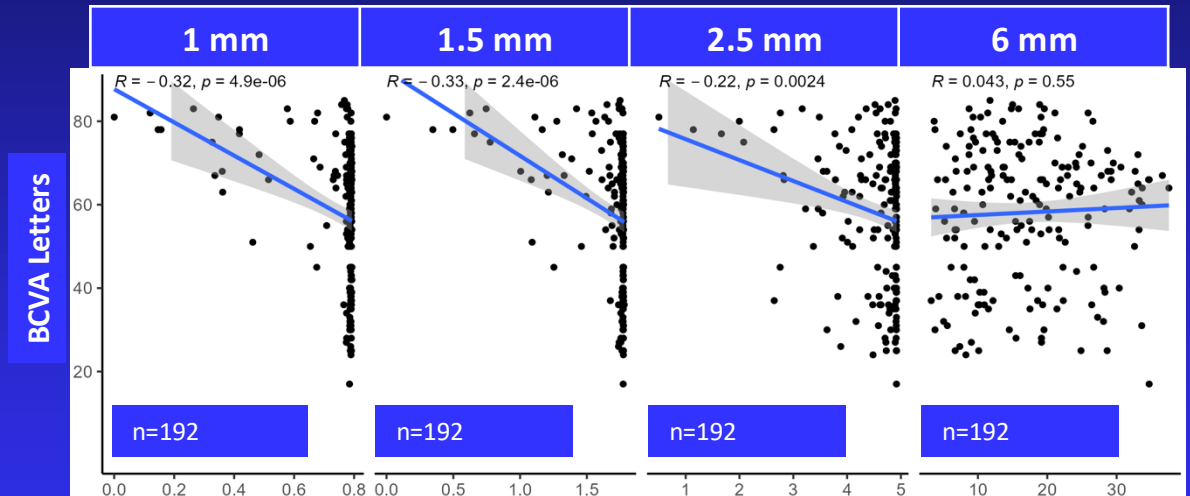 1 mm 1.5 mm 2.5 mm 6 mm
R = −0.32, p = 4.9e-06 R = −0.33, p = 2.4e-06 R = −0.22, p = 0.0024 R = 0.043, p = 0.55
BCVA Letters
80
60
40
20
n=192 n=192 n=192 n=192
0.0 0.2 0.4 0.6 0.8 0.0 0.5 1.0 1.5 1 2 3 4 5 10 20 30